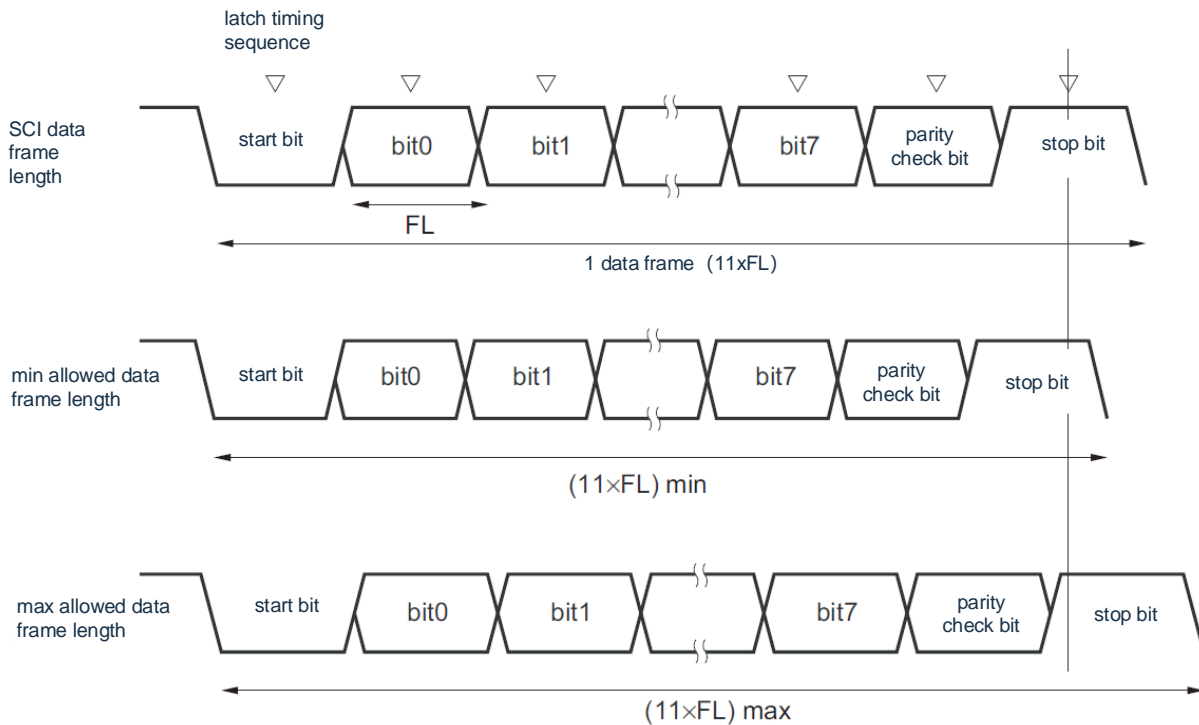 latch timing
sequence
SCI data
frame
length
start bit
bit0
bit1
bit7
parity
check bit
stop bit
FL
1 data frame (11xFL)
min allowed data
frame length
start bit
bit0
bit1
bit7
parity
check bit
stop bit
(11×FL) min
max allowed data
frame length
start bit
bit0
bit1
bit7
parity
check bit
stop bit
(11×FL) max